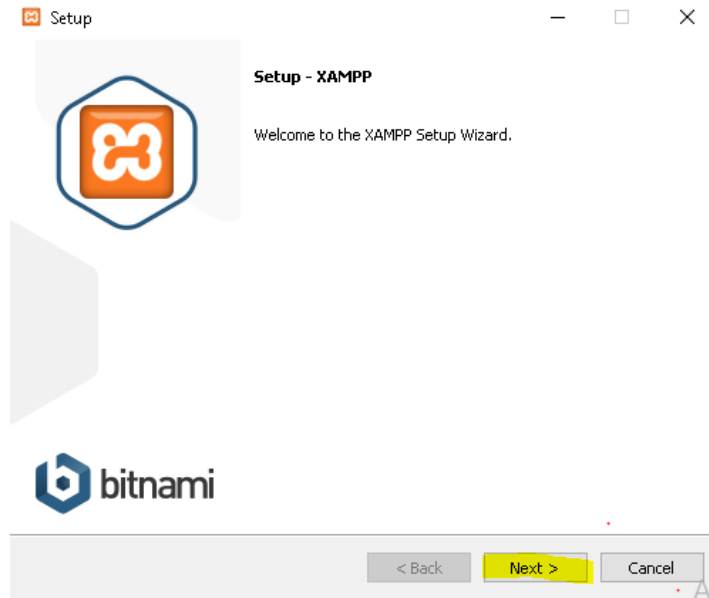 Setup
Setup - XAMPP
Welcome to the XAMPP Setup Wizard.
bitnami
< Back
Next >
Cancel
A